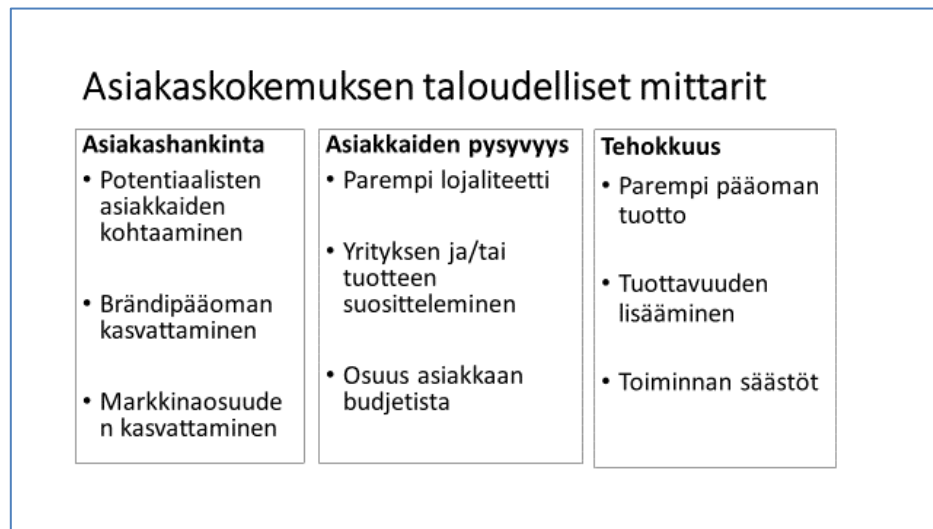 Asiakaskokemuksen taloudelliset mittarit
Asiakashankinta
• Potentiaalisten
asiakkaiden
kohtaaminen
• Brändipääoman
kasvattaminen
• Markkinaosuude
n kasvattaminen
Asiakkaiden pysyvyys
• Parempi lojaliteetti
• Yrityksen ja/tai
tuotteen
suositteleminen
• Osuus asiakkaan
budjetista
Tehokkuus
• Parempi pääoman
tuotto
• Tuottavuuden
lisääminen
• Toiminnan säästöt